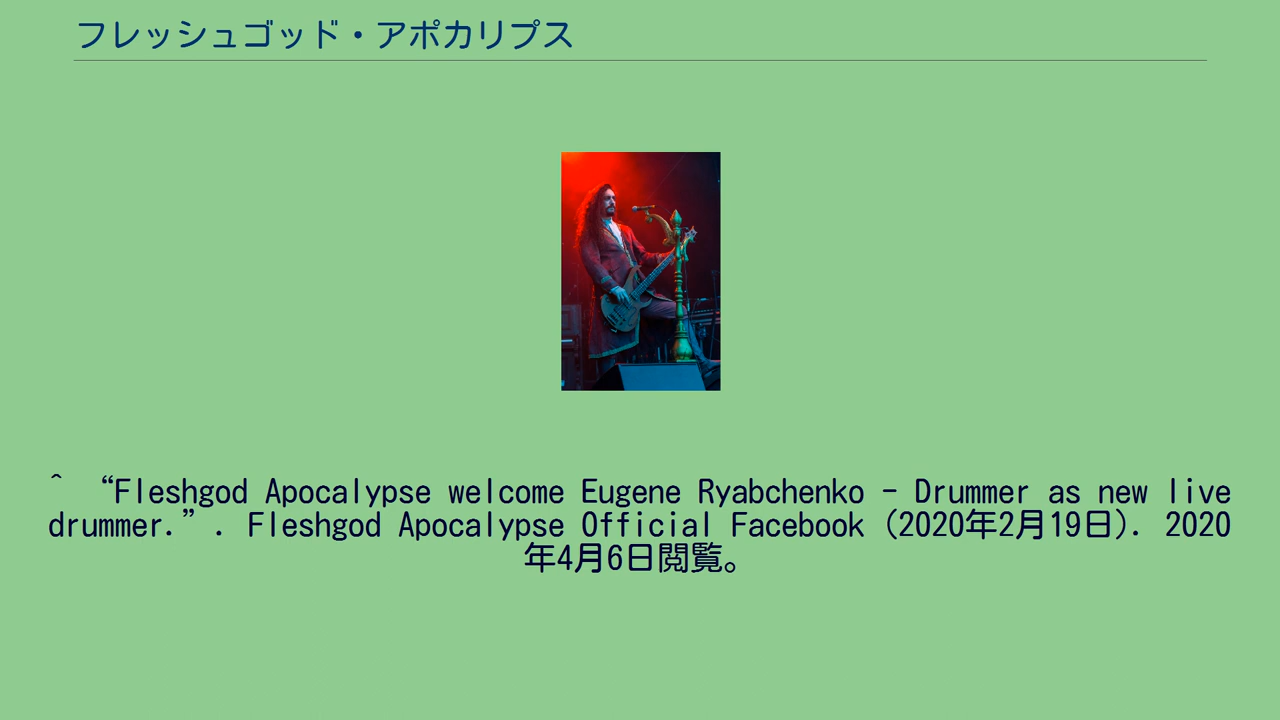 フレッシュゴッド・アポカリプス
^ “Fleshgod Apocalypse welcome Eugene Ryabchenko – Drummer as new live
drummer.”. Fleshgod Apocalypse Official Facebook (2020年2月19日). 2020
年4月6日閲覧。